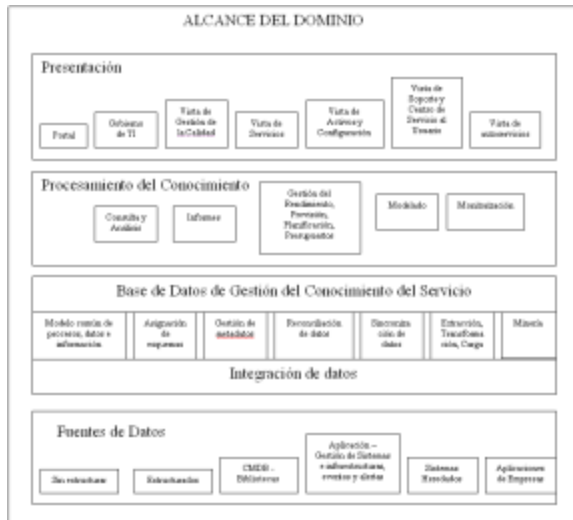 ALCANCE DEL DOMINIO
Presentación
Portal
Gobierno
de TI
Vista de
Gestión de
la Calidad
Vista de
Servicios
Vista de
Activos y
Configuración
Vista de
Soporte y
Centro de
Servicio al
Usuario
Vista de
autoservicios
Procesamiento del Conocimiento
Consulta y
Análisis
Informes
Gestión del
Rendimiento,
Previsión,
Planificación,
Presupuestos
Modelado
Monitorización
Base de Datos de Gestión del Conocimiento del Servicio
Modelo común de
procesos, datos e
información
Asignación
de
esquemas
Gestión de
metadatos
Reconciliación
de datos
Sincroniza
ción de
datos
Extracción,
Transforma
ción, Carga
Minería
Integración de datos
Fuentes de Datos
Sin estructurar
Estructurados
CMDB -
Bibliotecas
Aplicación –
Gestión de Sistemas
e infraestructuras,
eventos y alertas
Sistemas
Heredados
Aplicaciones
de Empresas